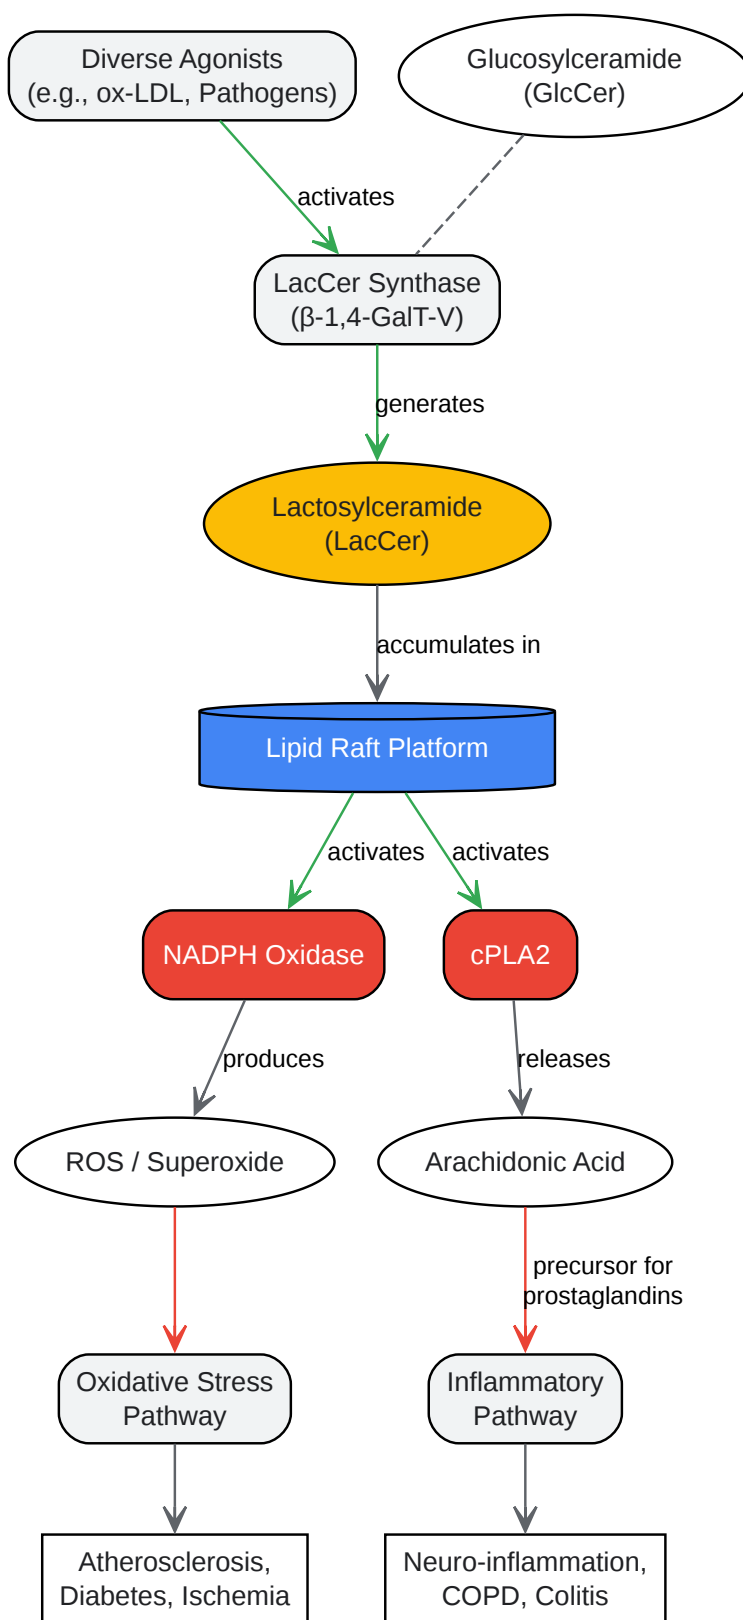 Diverse Agonists
(e.g., ox-LDL, Pathogens)
Glucosylceramide
(GlcCer)
activates
LacCer Synthase
(β-1,4-GalT-V)
generates
Lactosylceramide
(LacCer)
accumulates in
Lipid Raft Platform
activates
activates
NADPH Oxidase
cPLA2
produces
releases
ROS / Superoxide
Arachidonic Acid
precursor for
prostaglandins
Oxidative Stress
Pathway
Inflammatory
Pathway
Atherosclerosis,
Diabetes, Ischemia
Neuro-inflammation,
COPD, Colitis